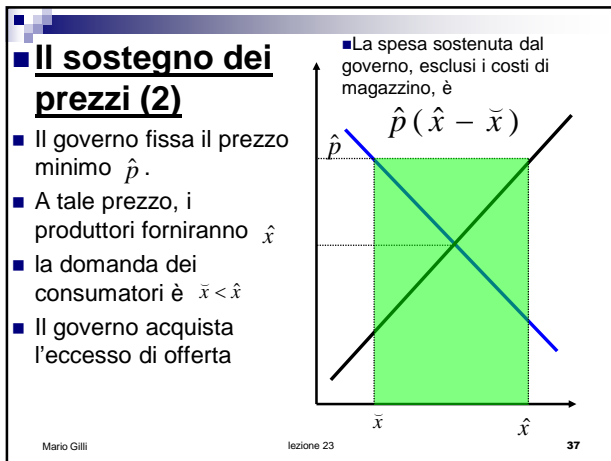 Il sostegno dei
prezzi (2)
Il governo fissa il prezzo
minimo p̂ .
A tale prezzo, i
produttori forniranno x̂
la domanda dei
consumatori è x̆ < x̂
Il governo acquista
l'eccesso di offerta
La spesa sostenuta dal
governo, esclusi i costi di
magazzino, è
p̂ ( x̂ − x̆ )
p̂
x̆
x̂
Mario Gilli
lezione 23
37